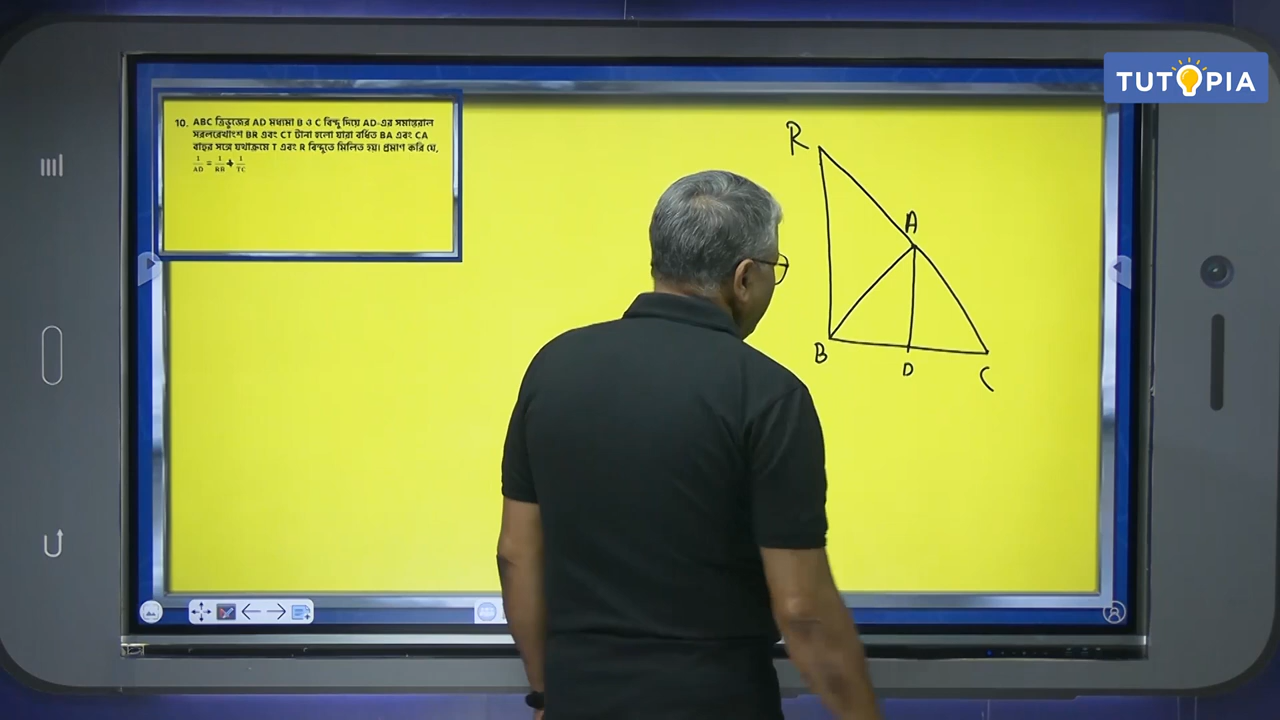 TUTOPIA
10. ABC ত্রিভুজের AD মধ্যমা B ও C বিন্দু দিয়ে AD-এর সমান্তরাল
সরলরেখাংশ BR এবং CT টানা হলো যারা বর্ধিত BA এবং CA
বাহুর সঙ্গে যথাক্রমে T এবং R বিন্দুতে মিলিত হয়। প্রমাণ করি যে,
1/AD = 1/RB + 1/TC
R
A
B
D
C